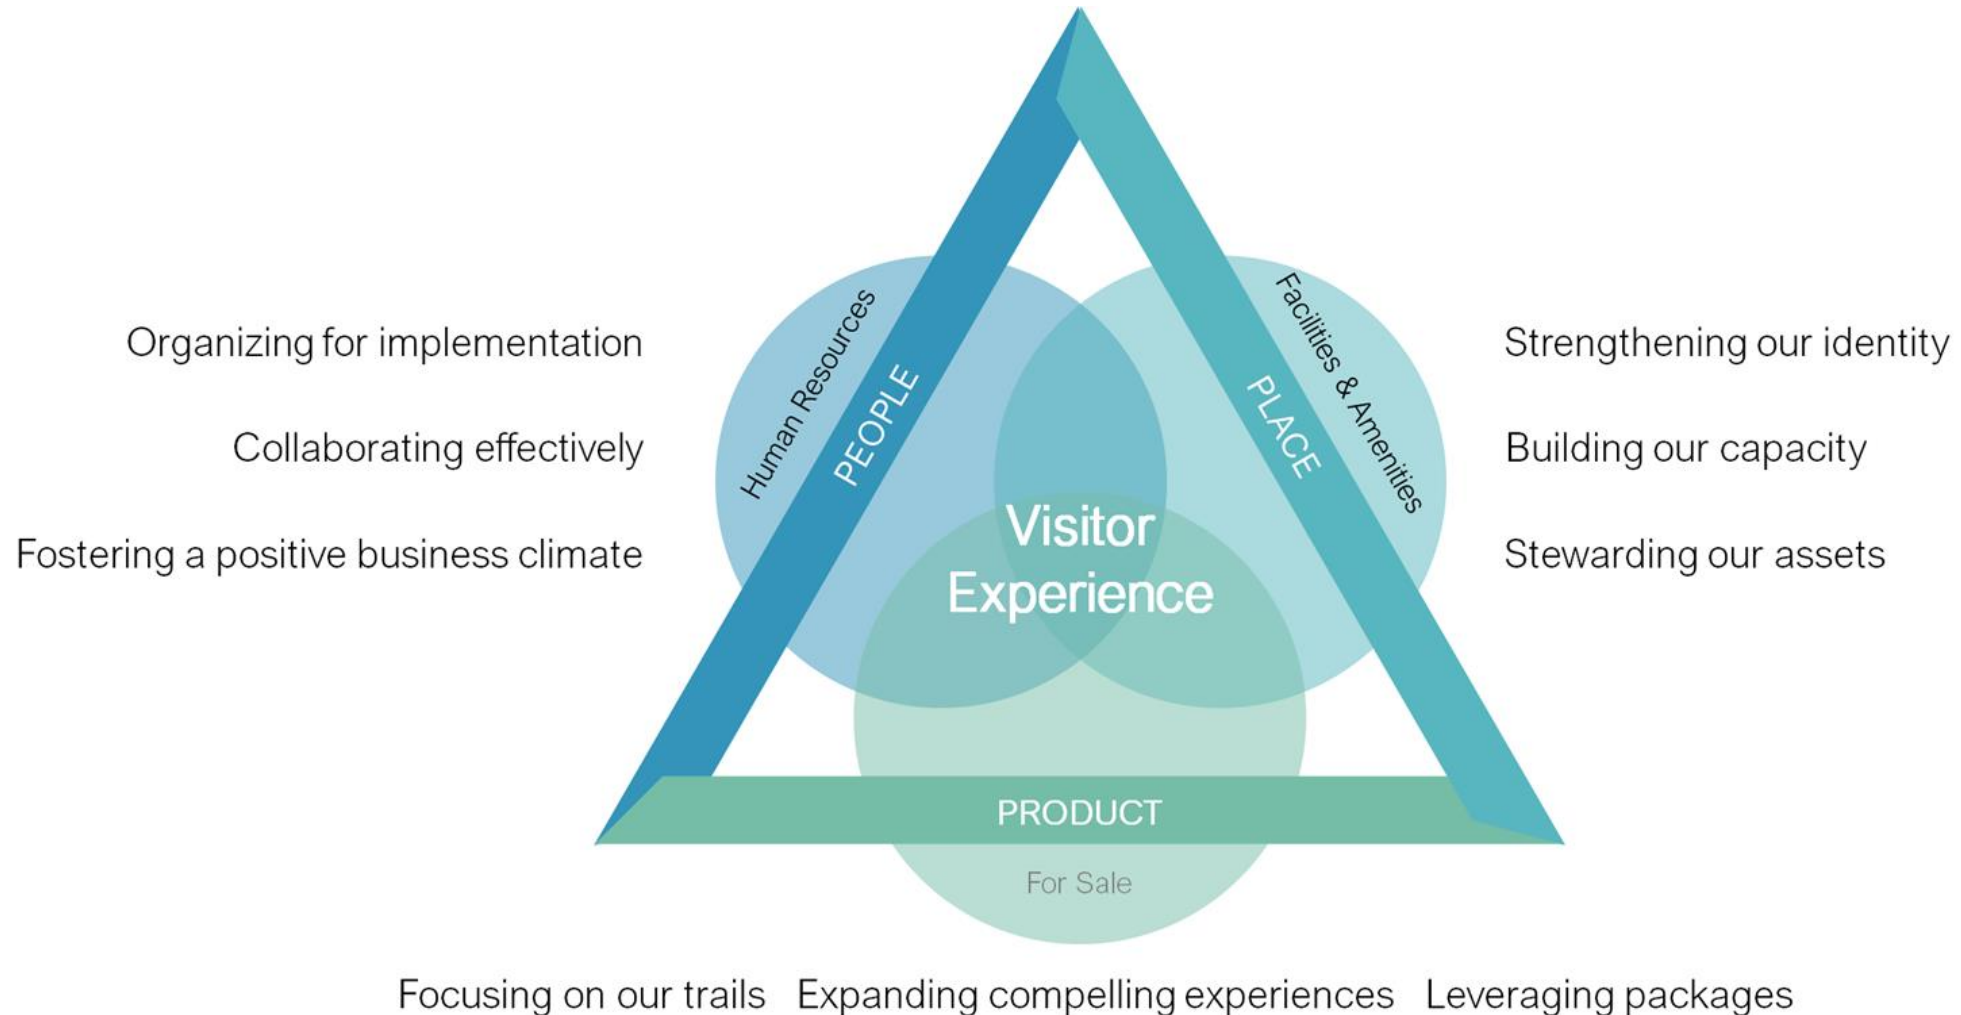 Organizing for implementation
Collaborating effectively
Fostering a positive business climate
Human Resources
PEOPLE
Visitor
Experience
PLACE
Facilities & Amenities
Strengthening our identity
Building our capacity
Stewarding our assets
PRODUCT
For Sale
Focusing on our trails
Expanding compelling experiences
Leveraging packages